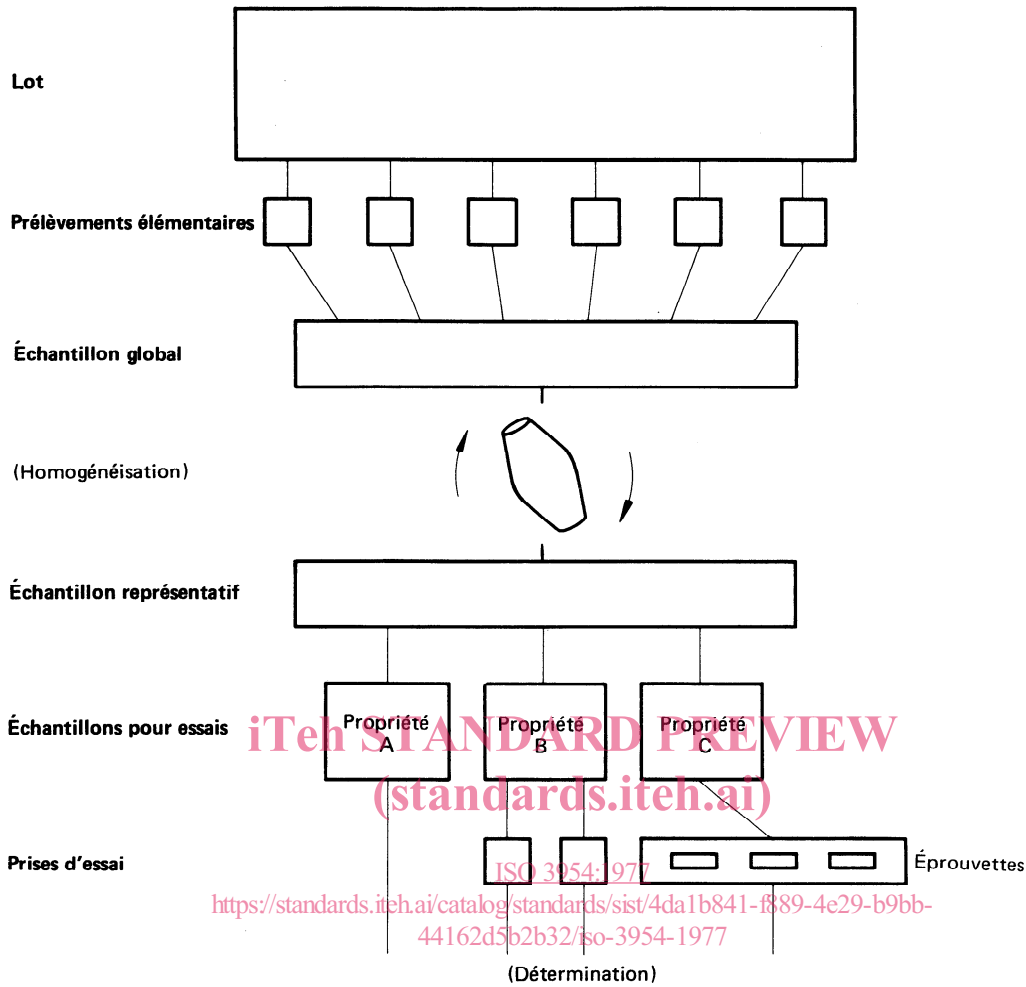 Lot
Prélèvements élémentaires
Échantillon global
(Homogénéisation)
Échantillon représentatif
Échantillons pour essais
Propriété
A
Propriété
B
Propriété
C
iTeh STANDARD PREVIEW
(standards.iteh.ai)
Prises d'essai
Éprouvettes
ISO 3954:1977
https://standards.iteh.ai/catalog/standards/sist/4da1b841-f889-4e29-b9bb-
44162d5b2b32/iso-3954-1977
(Détermination)